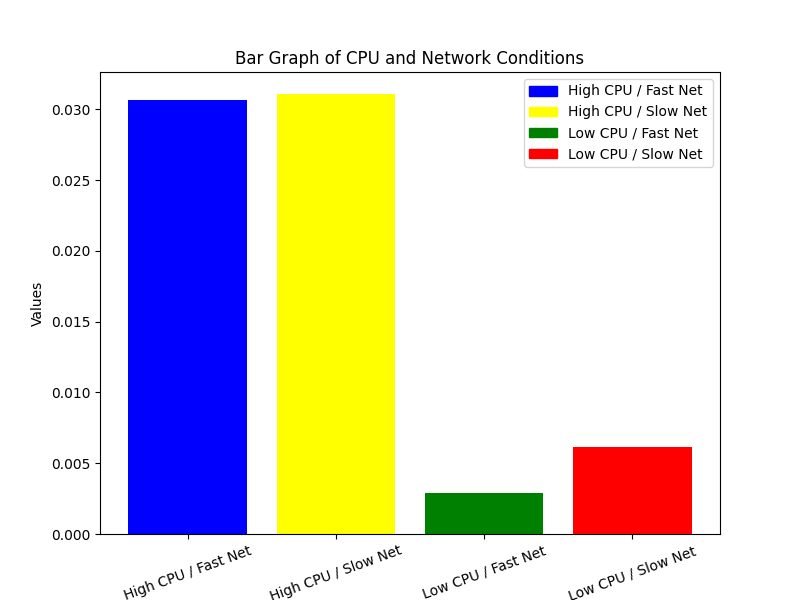 Bar Graph of CPU and Network Conditions
High CPU / Fast Net
High CPU / Slow Net
Low CPU / Fast Net
Low CPU / Slow Net
Values
0.030
0.025
0.020
0.015
0.010
0.005
0.000
High CPU / Fast Net
High CPU / Slow Net
Low CPU / Fast Net
Low CPU / Slow Net